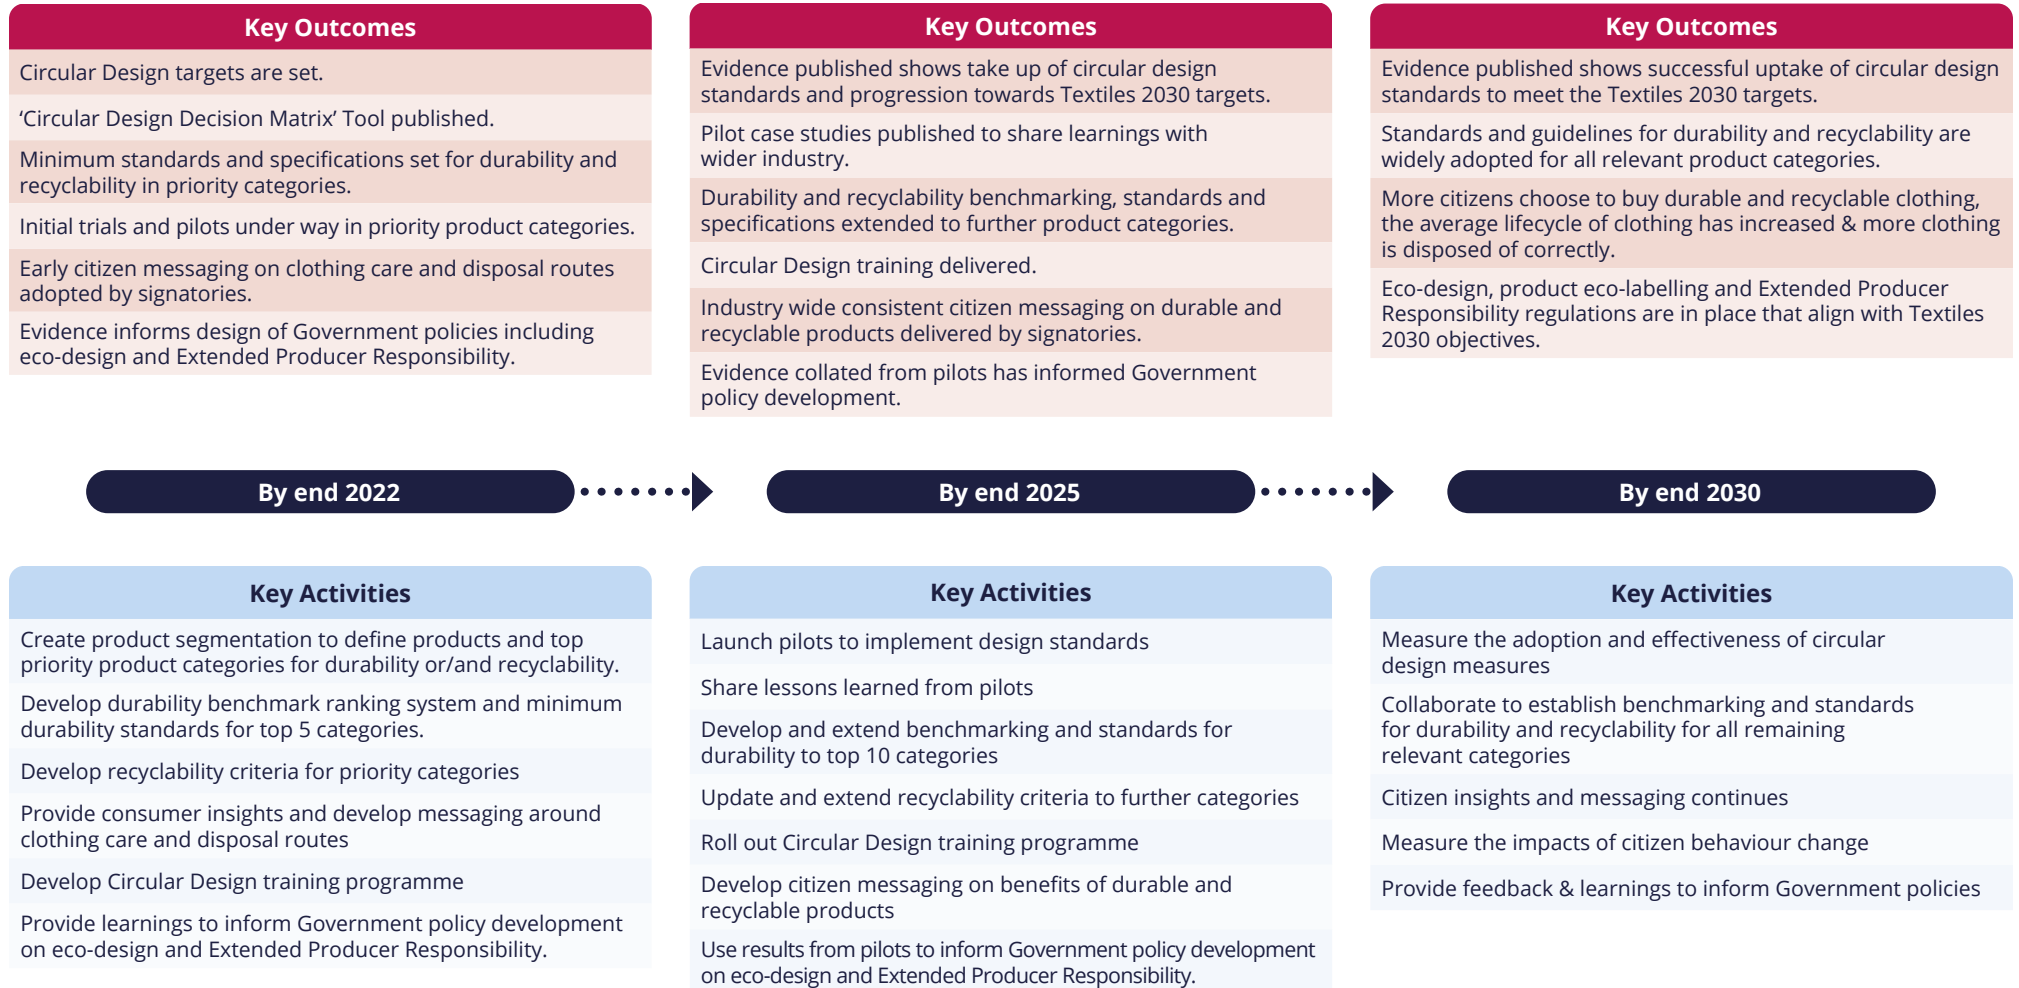 Key Outcomes
Circular Design targets are set.
‘Circular Design Decision Matrix’ Tool published.
Minimum standards and specifications set for durability and
recyclability in priority categories.
Initial trials and pilots under way in priority product categories.
Early citizen messaging on clothing care and disposal routes
adopted by signatories.
Evidence informs design of Government policies including
eco-design and Extended Producer Responsibility.
Key Outcomes
Evidence published shows take up of circular design
standards and progression towards Textiles 2030 targets.
Pilot case studies published to share learnings with
wider industry.
Durability and recyclability benchmarking, standards and
specifications extended to further product categories.
Circular Design training delivered.
Industry wide consistent citizen messaging on durable and
recyclable products delivered by signatories.
Evidence collated from pilots has informed Government
policy development.
Key Outcomes
Evidence published shows successful uptake of circular design
standards to meet the Textiles 2030 targets.
Standards and guidelines for durability and recyclability are
widely adopted for all relevant product categories.
More citizens choose to buy durable and recyclable clothing,
the average lifecycle of clothing has increased & more clothing
is disposed of correctly.
Eco-design, product eco-labelling and Extended Producer
Responsibility regulations are in place that align with Textiles
2030 objectives.
By end 2022
By end 2025
By end 2030
Key Activities
Create product segmentation to define products and top
priority product categories for durability or/and recyclability.
Develop durability benchmark ranking system and minimum
durability standards for top 5 categories.
Develop recyclability criteria for priority categories
Provide consumer insights and develop messaging around
clothing care and disposal routes
Develop Circular Design training programme
Provide learnings to inform Government policy development
on eco-design and Extended Producer Responsibility.
Key Activities
Launch pilots to implement design standards
Share lessons learned from pilots
Develop and extend benchmarking and standards for
durability to top 10 categories
Update and extend recyclability criteria to further categories
Roll out Circular Design training programme
Develop citizen messaging on benefits of durable and
recyclable products
Use results from pilots to inform Government policy development
on eco-design and Extended Producer Responsibility.
Key Activities
Measure the adoption and effectiveness of circular
design measures
Collaborate to establish benchmarking and standards
for durability and recyclability for all remaining
relevant categories
Citizen insights and messaging continues
Measure the impacts of citizen behaviour change
Provide feedback & learnings to inform Government policies